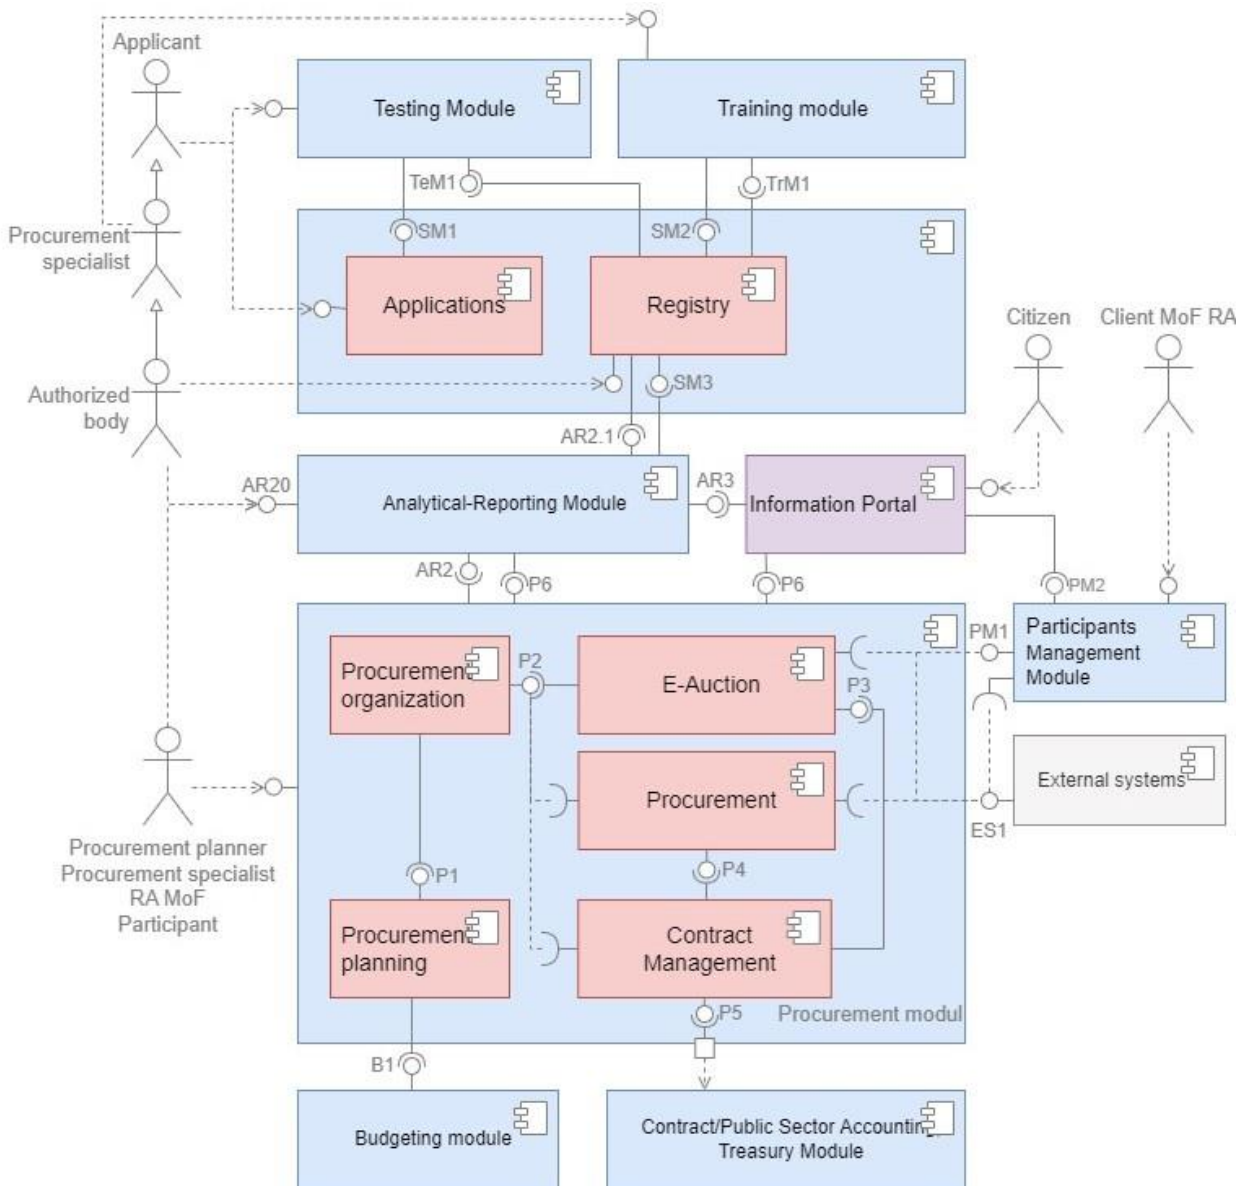 Applicant
Testing Module
Training module
TeM1
TrM1
Procurement
specialist
SM1
SM2
Applications
Registry
Citizen
Client MoF RA
Authorized
body
SM3
AR2.1
AR20
Analytical-Reporting Module
AR3
Information Portal
AR2
P6
P6
PM2
Procurement
organization
P2
E-Auction
P3
PM1
Participants
Management
Module
Procurement
External systems
ES1
Procurement planner
Procurement specialist
RA MoF
Participant
P1
P4
Procurement
planning
Contract
Management
P5
Procurement modul
B1
Budgeting module
Contract/Public Sector Accounting,
Treasury Module